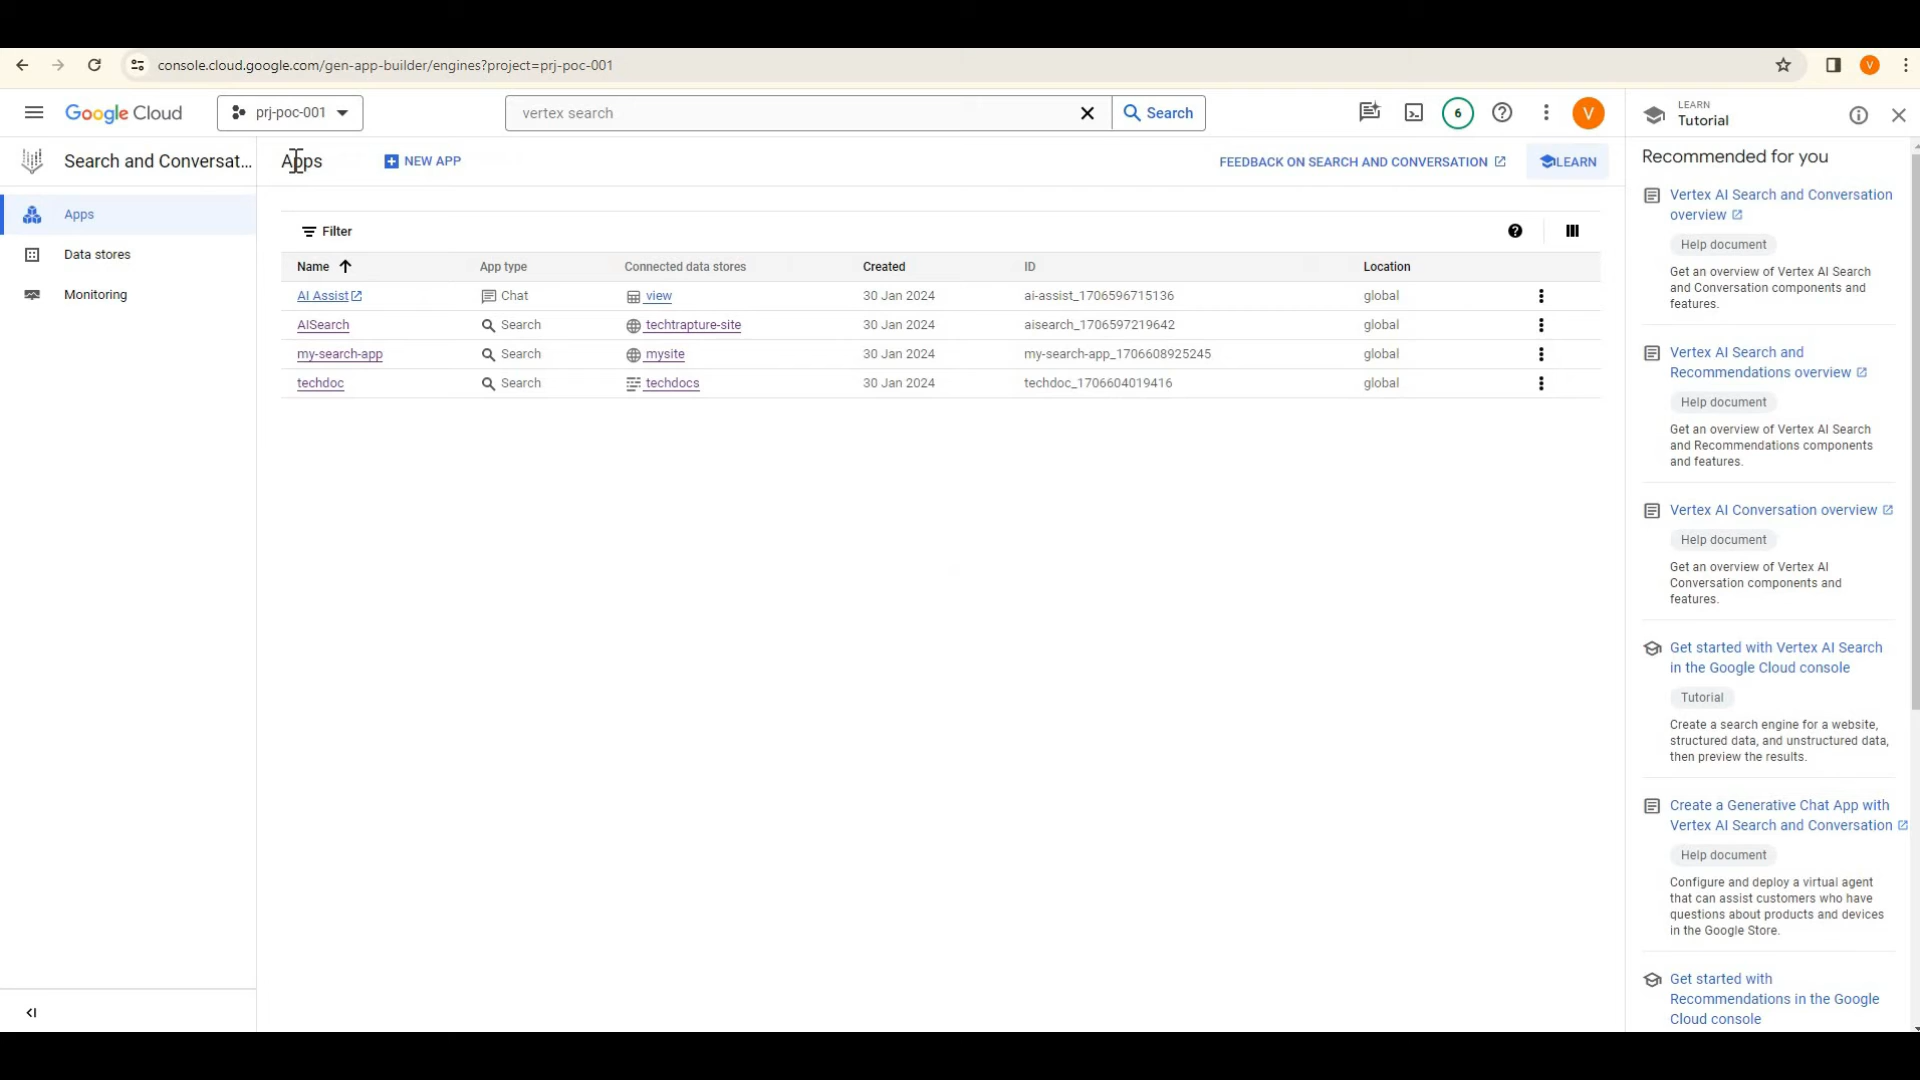 console.cloud.google.com/gen-app-builder/engines?project=prj-poc-001
V
Google Cloud
prj-poc-001
vertex search
Search
6
V
LEARN
Tutorial
Search and Conversat...
Apps
NEW APP
FEEDBACK ON SEARCH AND CONVERSATION
LEARN
Apps
Data stores
Monitoring
Filter
Name App type Connected data stores Created ID Location
AI Assist Chat view 30 Jan 2024 ai-assist_1706596715136 global
AISearch Search techtrapture-site 30 Jan 2024 aisearch_1706597219642 global
my-search-app Search mysite 30 Jan 2024 my-search-app_1706608925245 global
techdoc Search techdocs 30 Jan 2024 techdoc_1706604019416 global
Recommended for you
Vertex AI Search and Conversation
overview
Help document
Get an overview of Vertex AI Search
and Conversation components and
features.
Vertex AI Search and
Recommendations overview
Help document
Get an overview of Vertex AI Search
and Recommendations components
and features.
Vertex AI Conversation overview
Help document
Get an overview of Vertex AI
Conversation components and
features.
Get started with Vertex AI Search
in the Google Cloud console
Tutorial
Create a search engine for a website,
structured data, and unstructured data,
then preview the results.
Create a Generative Chat App with
Vertex AI Search and Conversation
Help document
Configure and deploy a virtual agent
that can assist customers who have
questions about products and devices
in the Google Store.
Get started with
Recommendations in the Google
Cloud console